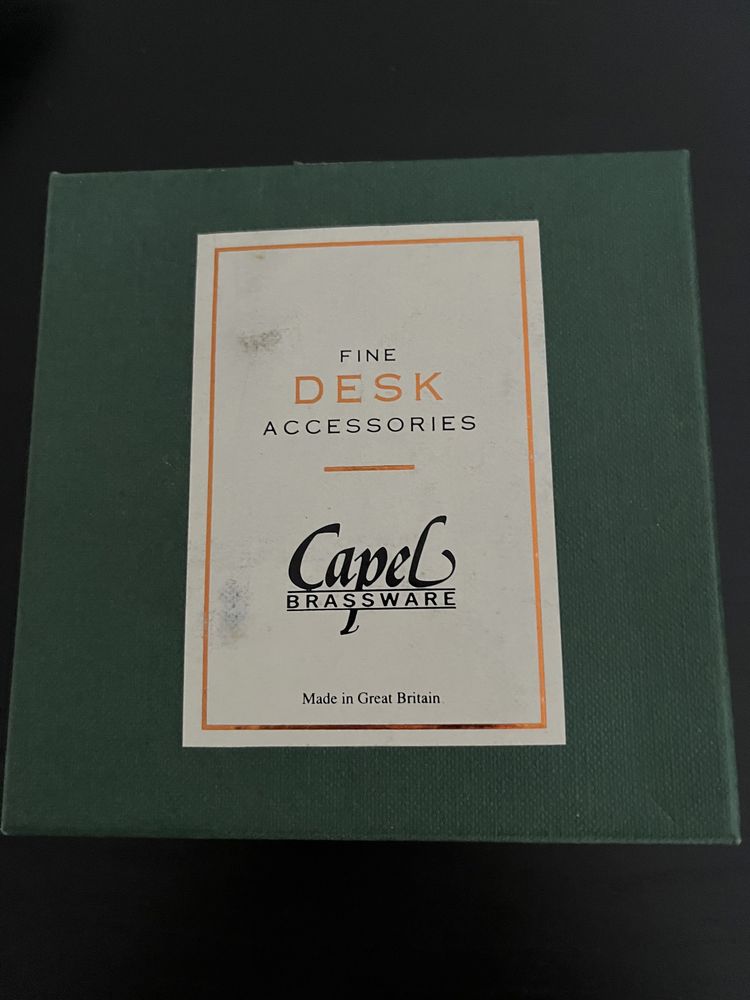 FINE
DESK
ACCESSORIES
Capel
BRASSWARE
Made in Great Britain